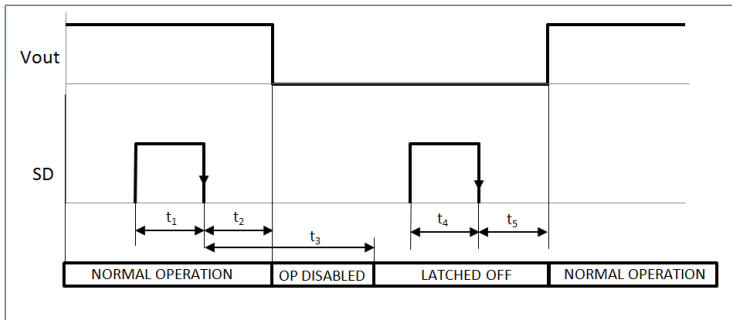 Vout
SD
t1
t2
t3
t4
t5
NORMAL OPERATION
OP DISABLED
LATCHED OFF
NORMAL OPERATION